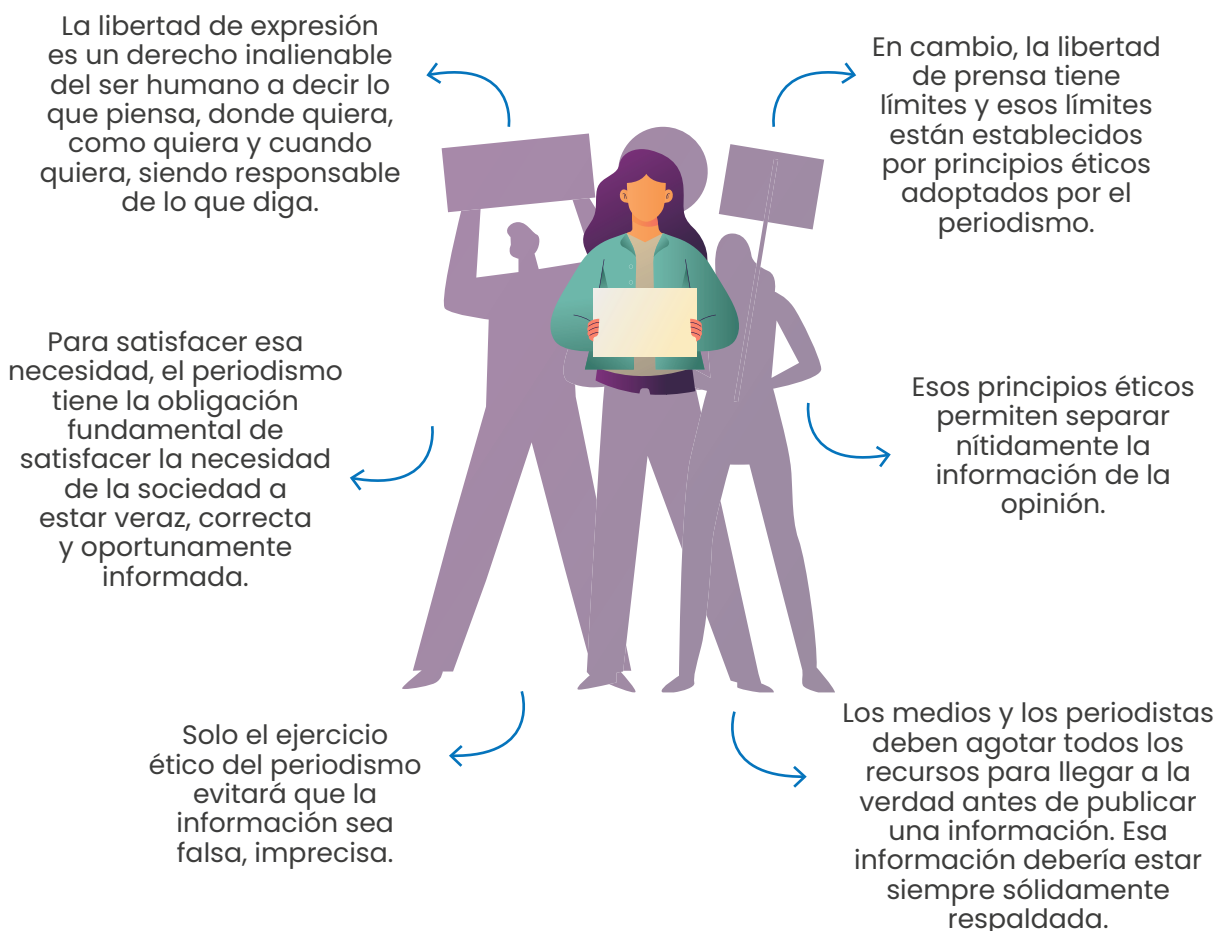 La libertad de expresión
es un derecho inalienable
del ser humano a decir lo
que piensa, donde quiera,
como quiera y cuando
quiera, siendo responsable
de lo que diga.
En cambio, la libertad
de prensa tiene
límites y esos límites
están establecidos
por principios éticos
adoptados por el
periodismo.
Para satisfacer esa
necesidad, el periodismo
tiene la obligación
fundamental de
satisfacer la necesidad
de la sociedad a
estar veraz, correcta
y oportunamente
informada.
Esos principios éticos
permiten separar
nítidamente la
información de la
opinión.
Solo el ejercicio
ético del periodismo
evitará que la
información sea
falsa, imprecisa.
Los medios y los periodistas
deben agotar todos los
recursos para llegar a la
verdad antes de publicar
una información. Esa
información debería estar
siempre sólidamente
respaldada.